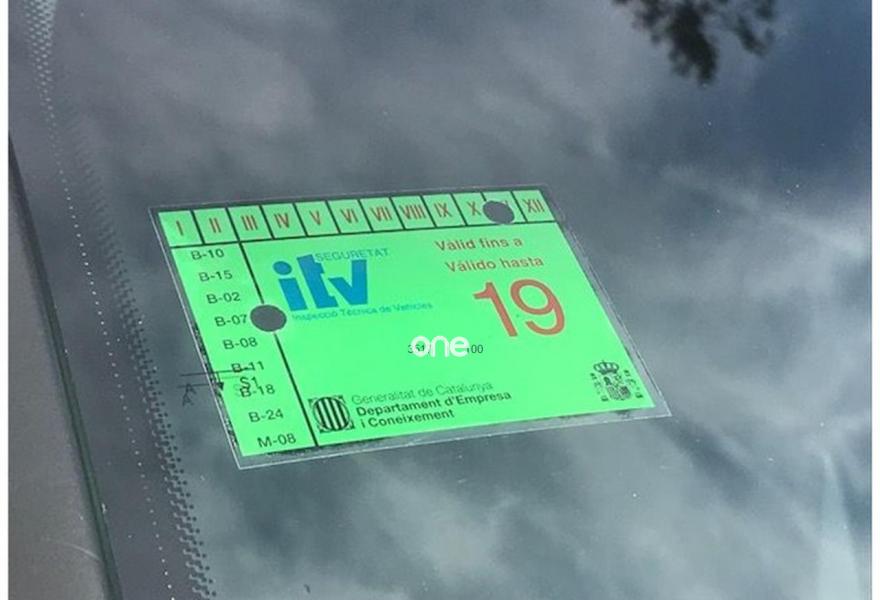 I II III IV V VI VII VIII IX X XII
B-10
B-15
B-02
B-07
B-08
B-11
B-18
B-24
M-08
S1
SEGURETAT
itv
Inspecció Tècnica de Vehicles
Vàlid fins a
Válido hasta
19
one
Generalitat de Catalunya
Departament d'Empresa
i Coneixement